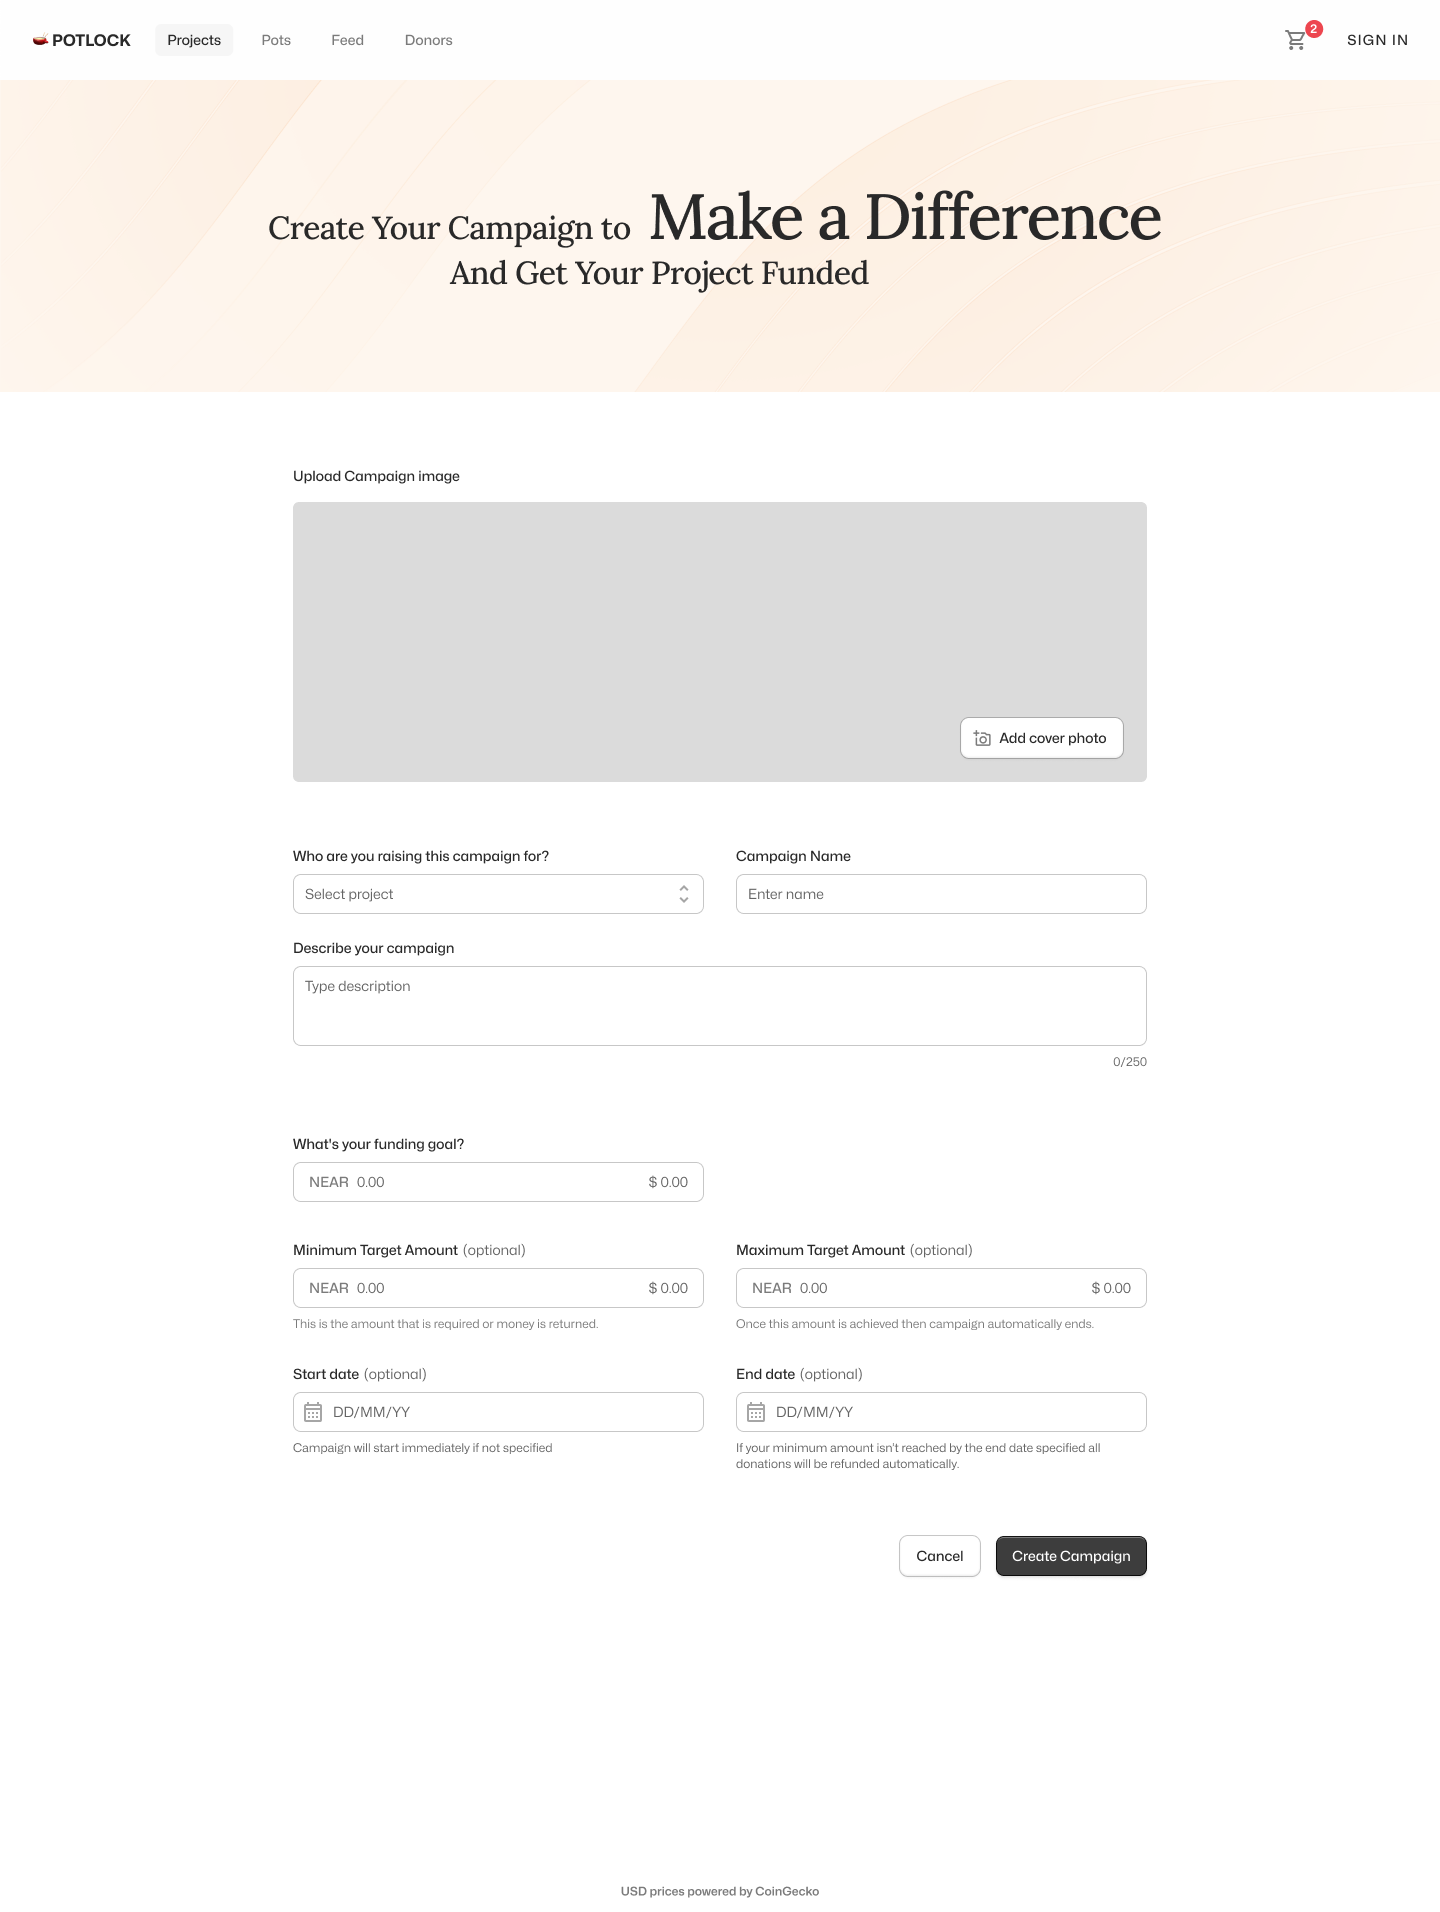 POTLOCK
Projects
Pots
Feed
Donors
2
SIGN IN
Create Your Campaign to Make a Difference
And Get Your Project Funded
Upload Campaign image
Add cover photo
Who are you raising this campaign for?
Select project
Campaign Name
Enter name
Describe your campaign
Type description
0/250
What's your funding goal?
NEAR 0.00 $ 0.00
Minimum Target Amount (optional)
NEAR 0.00 $ 0.00
This is the amount that is required or money is returned.
Maximum Target Amount (optional)
NEAR 0.00 $ 0.00
Once this amount is achieved then campaign automatically ends.
Start date (optional)
DD/MM/YY
Campaign will start immediately if not specified
End date (optional)
DD/MM/YY
If your minimum amount isn't reached by the end date specified all
donations will be refunded automatically.
Cancel
Create Campaign
USD prices powered by CoinGecko